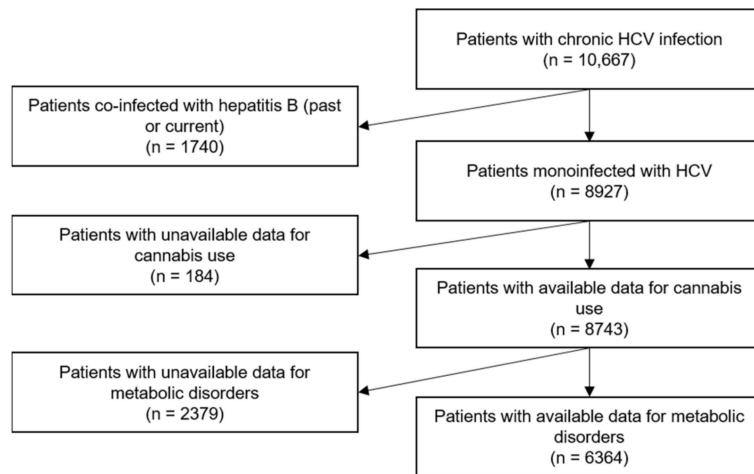 Patients with chronic HCV infection
(n = 10,667)
Patients co-infected with hepatitis B (past
or current)
(n = 1740)
Patients monoinfected with HCV
(n = 8927)
Patients with unavailable data for
cannabis use
(n = 184)
Patients with available data for cannabis
use
(n = 8743)
Patients with unavailable data for
metabolic disorders
(n = 2379)
Patients with available data for metabolic
disorders
(n = 6364)